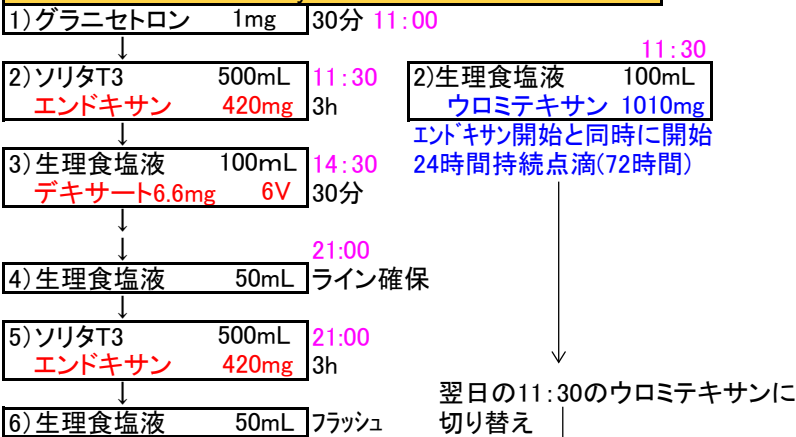 1)グラニセトロン 1mg 30分 11:00
↓
11:30
2)ソリタT3 500mL 11:30
エンドキサン 420mg 3h
2)生理食塩液 100mL
ウロミテキサン 1010mg
エンドキサン開始と同時に開始
24時間持続点滴(72時間)
↓
3)生理食塩液 100mL 14:30
デキサート6.6mg 6V 30分
↓
↓
21:00
4)生理食塩液 50mL ライン確保
↓
5)ソリタT3 500mL 21:00
エンドキサン 420mg 3h
↓
翌日の11:30のウロミテキサンに
切り替え
6)生理食塩液 50mL フラッシュ